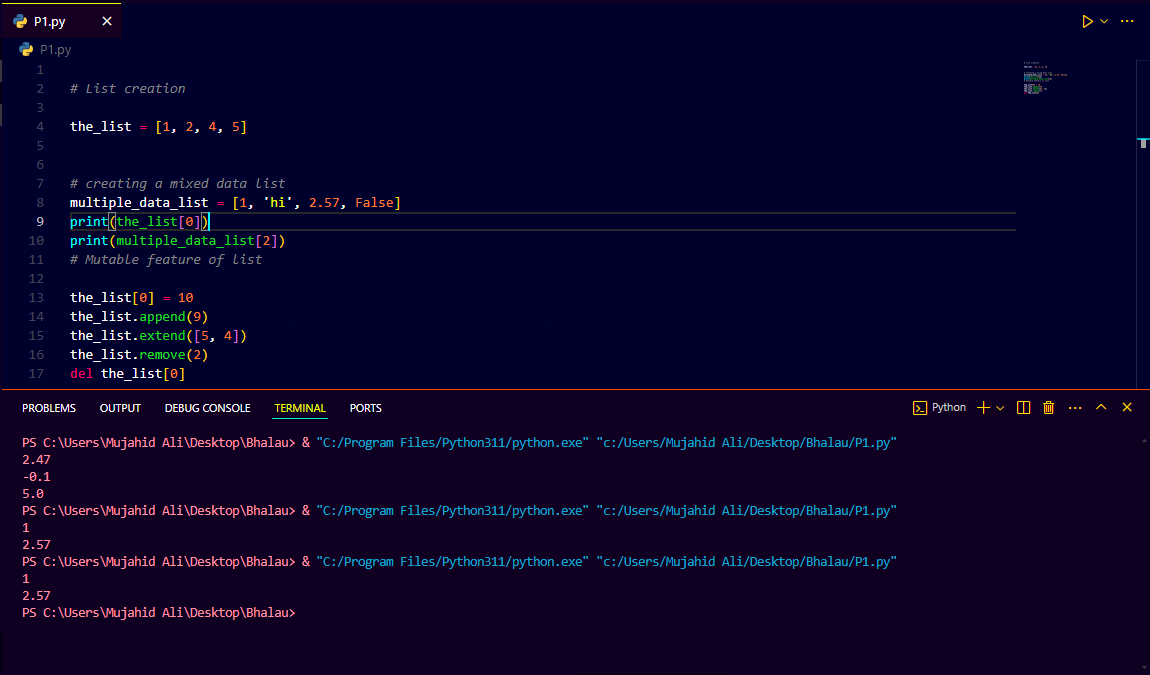 P1.py
P1.py
1
2 # List creation
3
4 the_list = [1, 2, 4, 5]
5
6
7 # creating a mixed data list
8 multiple_data_list = [1, 'hi', 2.57, False]
9 print(the_list[0])
10 print(multiple_data_list[2])
11 # Mutable feature of list
12
13 the_list[0] = 10
14 the_list.append(9)
15 the_list.extend([5, 4])
16 the_list.remove(2)
17 del the_list[0]
PROBLEMS OUTPUT DEBUG CONSOLE TERMINAL PORTS Python
PS C:\Users\Mujahid Ali\Desktop\Bhalau> & "C:/Program Files/Python311/python.exe" "c:/Users/Mujahid Ali/Desktop/Bhalau/P1.py"
2.47
-0.1
5.0
PS C:\Users\Mujahid Ali\Desktop\Bhalau> & "C:/Program Files/Python311/python.exe" "c:/Users/Mujahid Ali/Desktop/Bhalau/P1.py"
1
2.57
PS C:\Users\Mujahid Ali\Desktop\Bhalau> & "C:/Program Files/Python311/python.exe" "c:/Users/Mujahid Ali/Desktop/Bhalau/P1.py"
1
2.57
PS C:\Users\Mujahid Ali\Desktop\Bhalau>